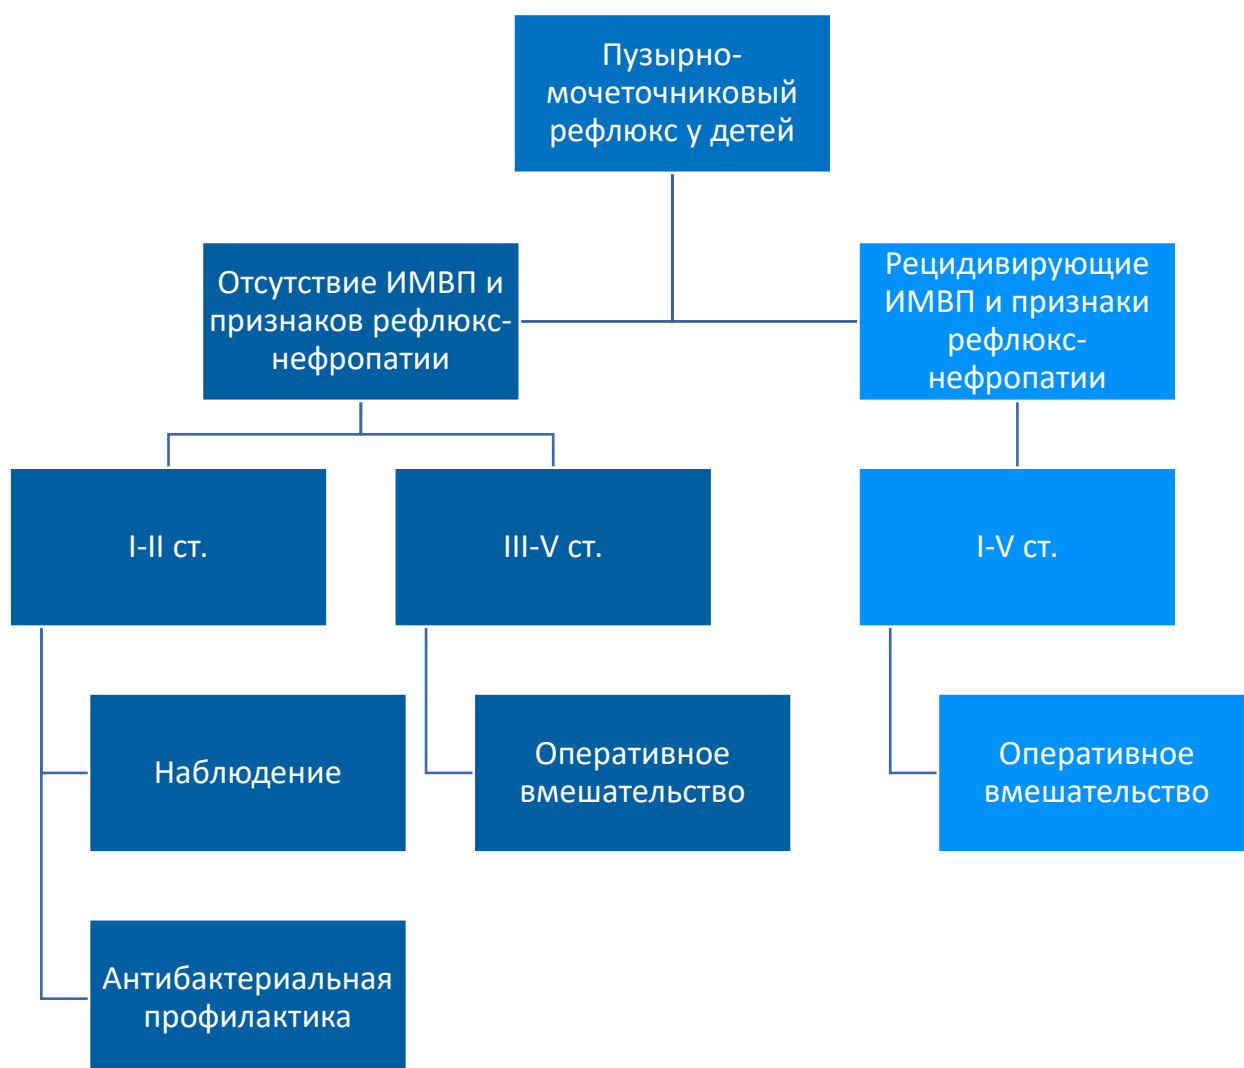 Пузырно-
мочеточниковый
рефлюкс у детей
Отсутствие ИМВП и
признаков рефлюкс-
нефропатии
Рецидивирующие
ИМВП и признаки
рефлюкс-
нефропатии
I-II ст.
III-V ст.
I-V ст.
Наблюдение
Оперативное
вмешательство
Оперативное
вмешательство
Антибактериальная
профилактика